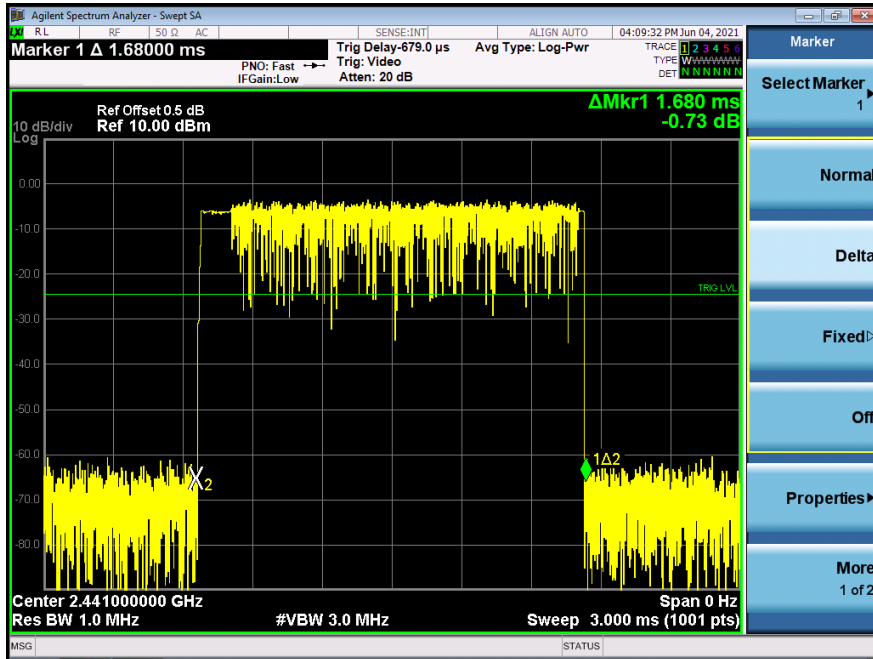 Agilent Spectrum Analyzer - Swept SA
LXI RL RF 50 Ω AC SENSE:INT ALIGN AUTO 04:09:32 PM Jun 04, 2021
Marker 1 Δ 1.68000 ms
PNO: Fast
IFGain:Low
Trig Delay-679.0 µs
Trig: Video
Atten: 20 dB
Avg Type: Log-Pwr
TRACE 1 2 3 4 5 6
TYPE WWWWWW
DET N N N N N N
Ref Offset 0.5 dB
10 dB/div Ref 10.00 dBm
Log
ΔMkr1 1.680 ms
-0.73 dB
0.00
-10.0
-20.0
TRIG LVL
-30.0
-40.0
-50.0
-60.0
1Δ2
2
-70.0
-80.0
Center 2.441000000 GHz Span 0 Hz
Res BW 1.0 MHz #VBW 3.0 MHz Sweep 3.000 ms (1001 pts)
MSG STATUS
Marker
Select Marker
1
Normal
Delta
Fixed
Off
Properties
More
1 of 2